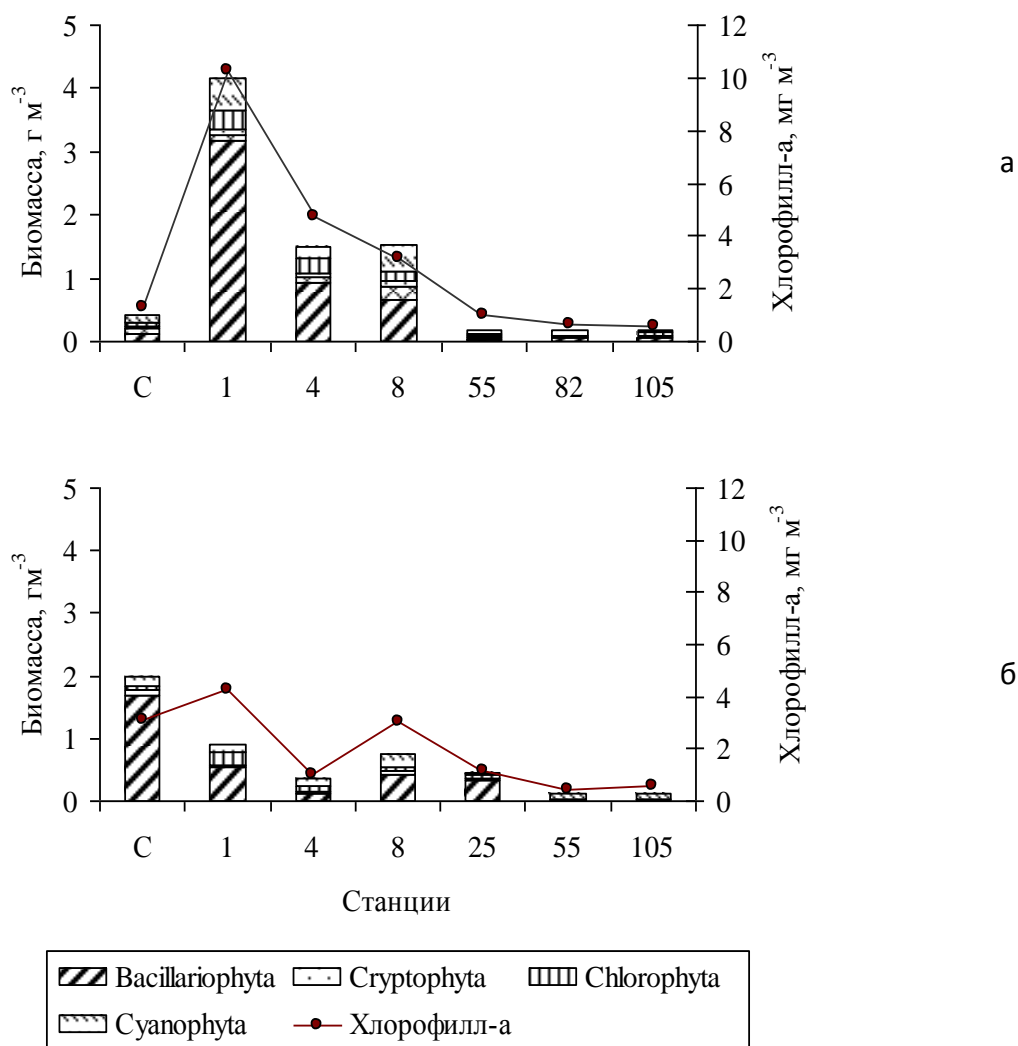 5
4
3
2
1
0
Биомасса, г м-3
12
10
8
6
4
2
0
Хлорофилл-а, мг м-3
С 1 4 8 55 82 105
а
5
4
3
2
1
0
Биомасса, гм-3
12
10
8
6
4
2
0
Хлорофилл-а, мг м-3
С 1 4 8 25 55 105
б
Станции
Bacillariophyta Cryptophyta Chlorophyta
Cyanophyta Хлорофилл-а